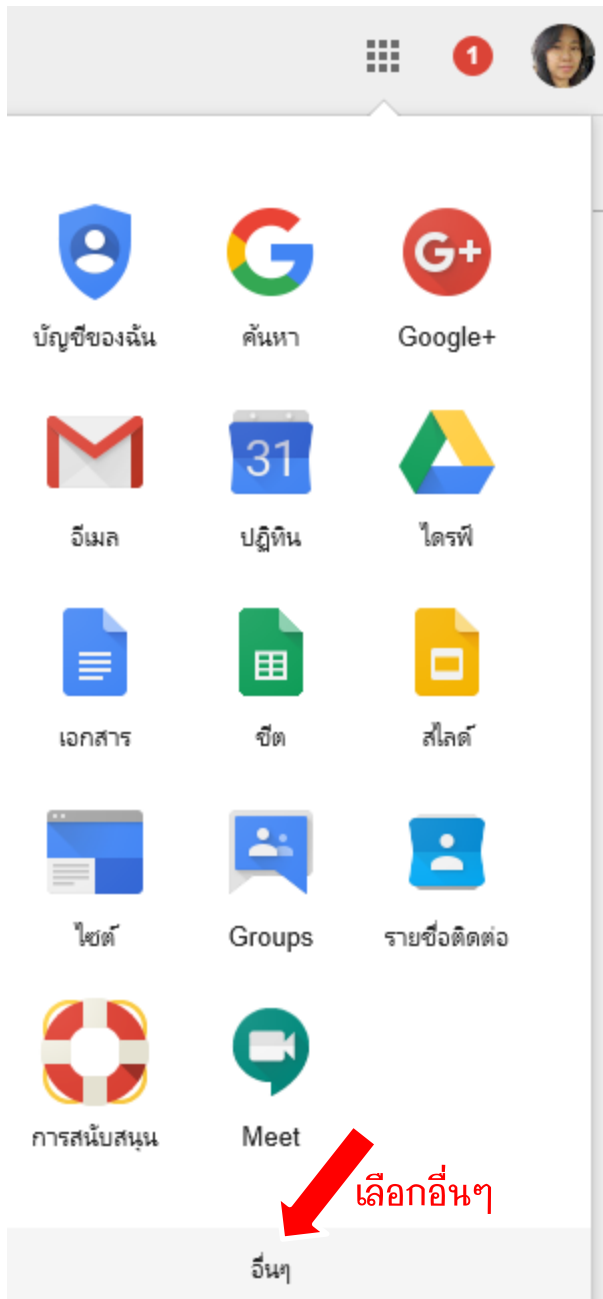 1
บัญชีของฉัน
ค้นหา
G+
Google+
อีเมล
31
ปฏิทิน
ไดรฟ์
เอกสาร
ชีต
สไลด์
ไซต์
Groups
รายชื่อติดต่อ
การสนับสนุน
Meet
เลือกอื่นๆ
อื่นๆ